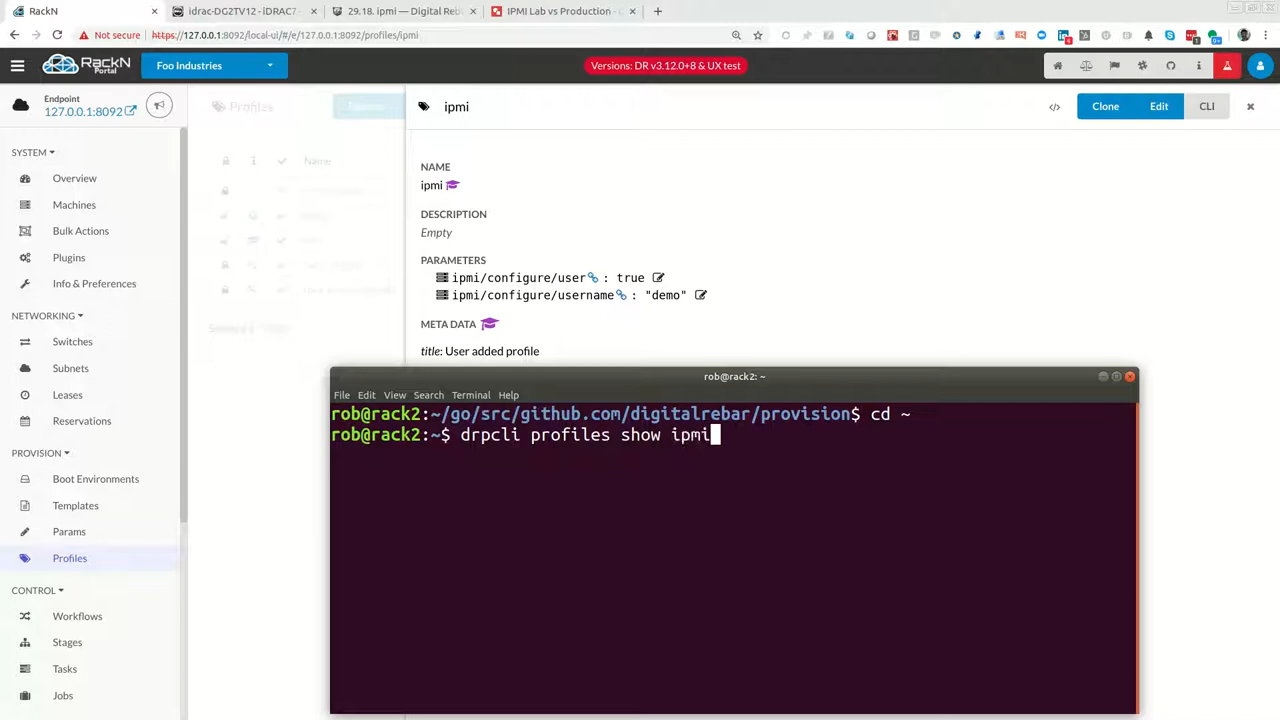 RackN
idrac-DG2TV12 - iDRAC7 -
29.18. ipmi — Digital Reb
IPMI Lab vs Production -
Not secure
https://127.0.0.1:8092/local-ui/#/e/127.0.0.1:8092/profiles/ipmi
RackN
Portal
Foo Industries
Versions: DR v3.12.0+8 & UX test
Endpoint
127.0.0.1:8092
Profiles
ipmi
Clone
Edit
CLI
SYSTEM
Overview
Machines
Bulk Actions
Plugins
Info & Preferences
NETWORKING
Switches
Subnets
Leases
Reservations
PROVISION
Boot Environments
Templates
Params
Profiles
CONTROL
Workflows
Stages
Tasks
Jobs
Name
NAME
ipmi
DESCRIPTION
Empty
PARAMETERS
ipmi/configure/user : true
ipmi/configure/username : "demo"
META DATA
title: User added profile
rob@rack2: ~
File Edit View Search Terminal Help
rob@rack2:~/go/src/github.com/digitalrebar/provision$ cd ~
rob@rack2:~$ drpcli profiles show ipmi